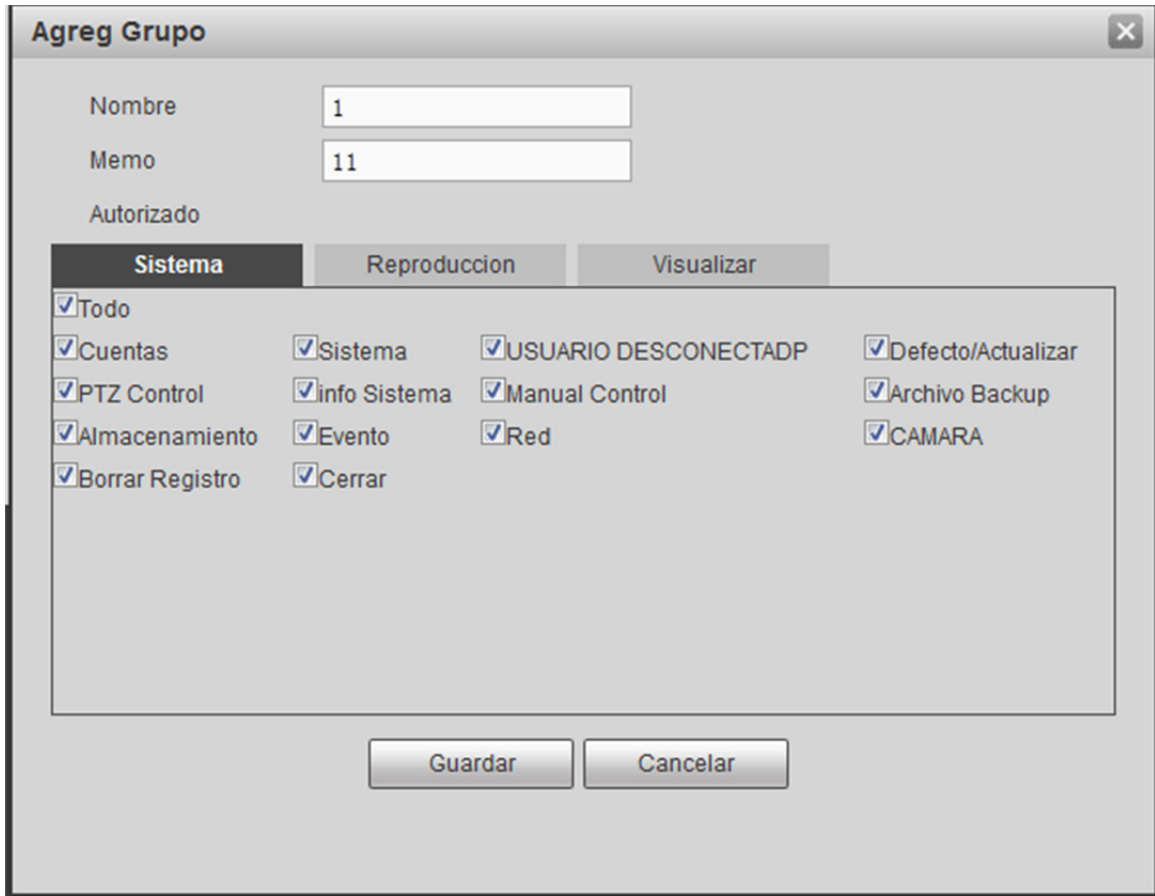 Agreg Grupo
Nombre 1
Memo 11
Autorizado
Sistema Reproduccion Visualizar
Todo
Cuentas Sistema USUARIO DESCONECTADP Defecto/Actualizar
PTZ Control info Sistema Manual Control Archivo Backup
Almacenamiento Evento Red CAMARA
Borrar Registro Cerrar
Guardar Cancelar